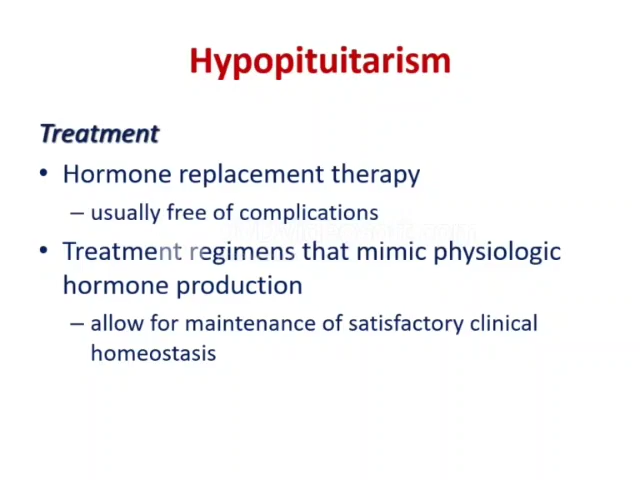 Hypopituitarism
Treatment
• Hormone replacement therapy
– usually free of complications
• Treatment regimens that mimic physiologic
hormone production
– allow for maintenance of satisfactory clinical
homeostasis